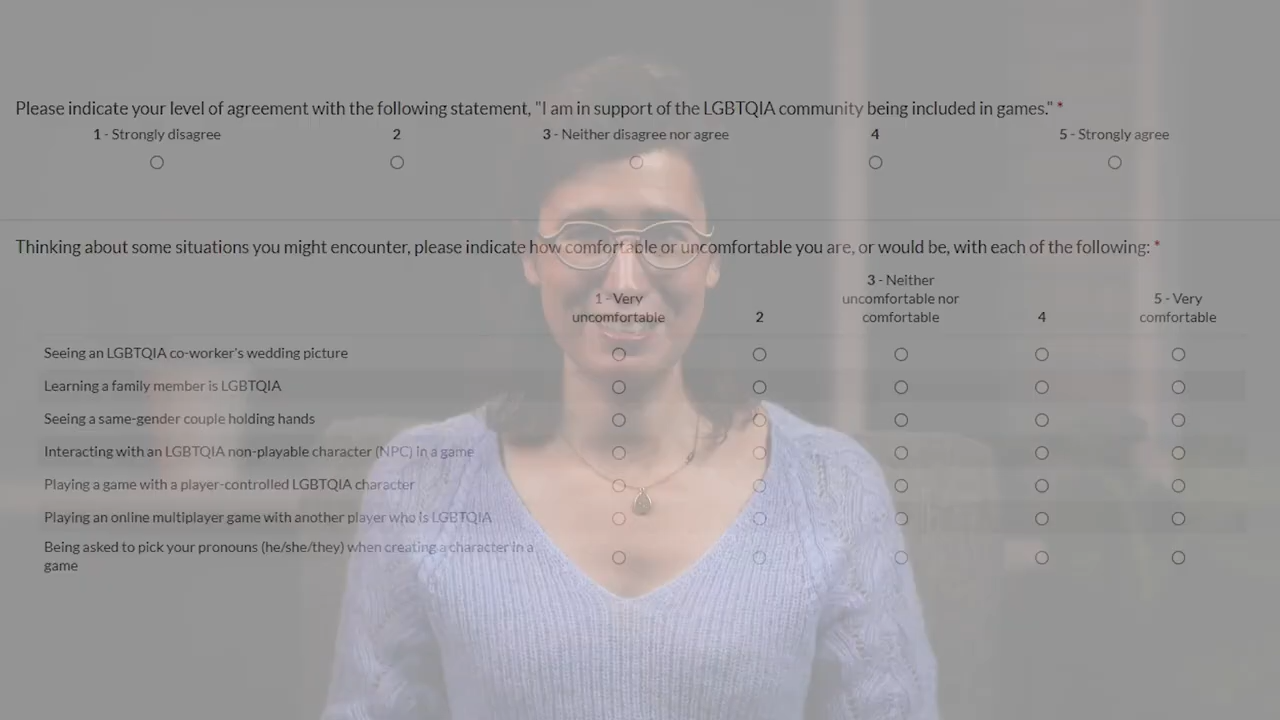 Please indicate your level of agreement with the following statement, "I am in support of the LGBTQIA community being included in games." *
1 - Strongly disagree 2 3 - Neither disagree nor agree 4 5 - Strongly agree
Thinking about some situations you might encounter, please indicate how comfortable or uncomfortable you are, or would be, with each of the following: *
3 - Neither
1 - Very uncomfortable nor 5 - Very
uncomfortable 2 comfortable 4 comfortable
Seeing an LGBTQIA co-worker's wedding picture
Learning a family member is LGBTQIA
Seeing a same-gender couple holding hands
Interacting with an LGBTQIA non-playable character (NPC) in a game
Playing a game with a player-controlled LGBTQIA character
Playing an online multiplayer game with another player who is LGBTQIA
Being asked to pick your pronouns (he/she/they) when creating a character in a
game